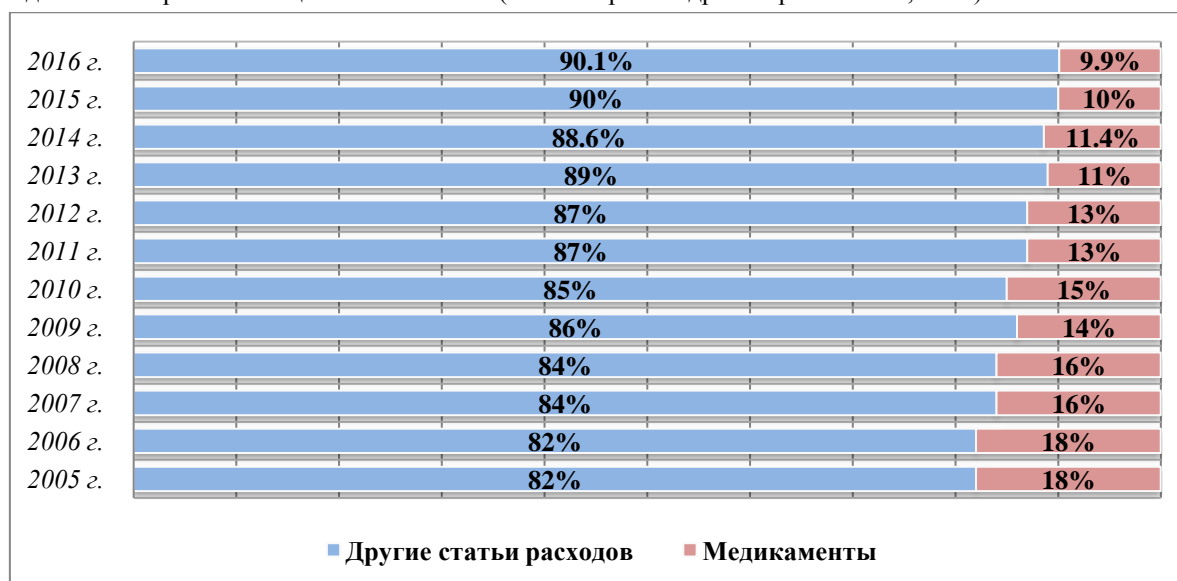 2016 г. 90.1% 9.9%
2015 г. 90% 10%
2014 г. 88.6% 11.4%
2013 г. 89% 11%
2012 г. 87% 13%
2011 г. 87% 13%
2010 г. 85% 15%
2009 г. 86% 14%
2008 г. 84% 16%
2007 г. 84% 16%
2006 г. 82% 18%
2005 г. 82% 18%
Другие статьи расходов Медикаменты